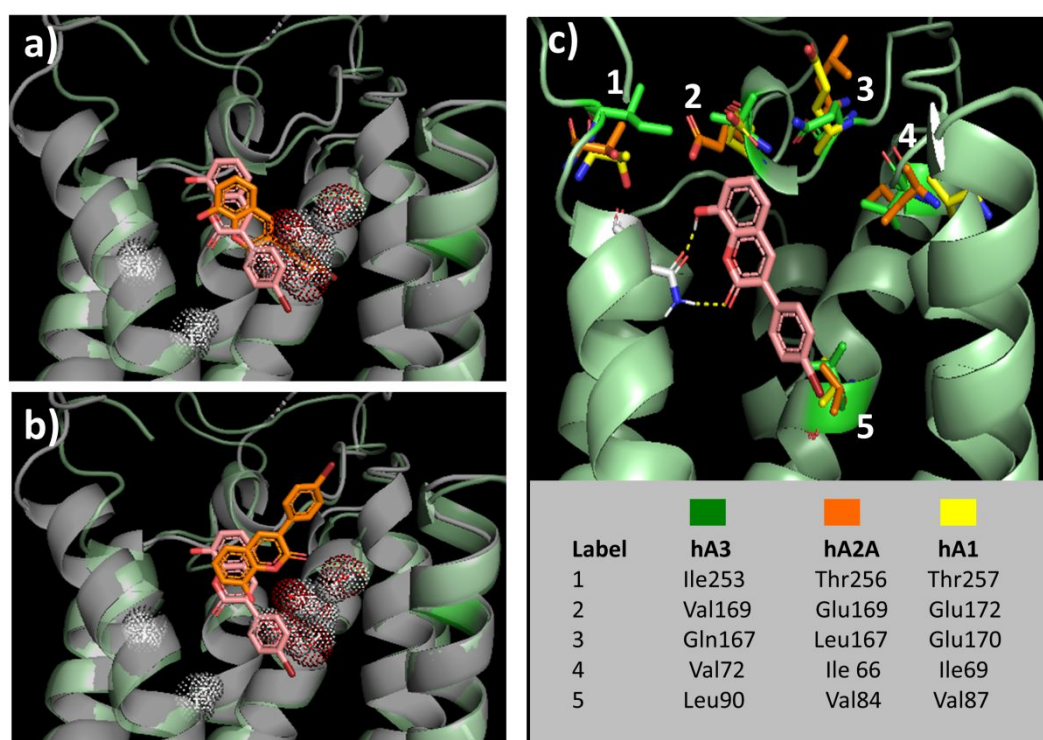 a)
b)
c)
1
2
3
4
5
hA3 hA2A hA1
Label
1 Ile253 Thr256 Thr257
2 Val169 Glu169 Glu172
3 Gln167 Leu167 Glu170
4 Val72 Ile 66 Ile69
5 Leu90 Val84 Val87